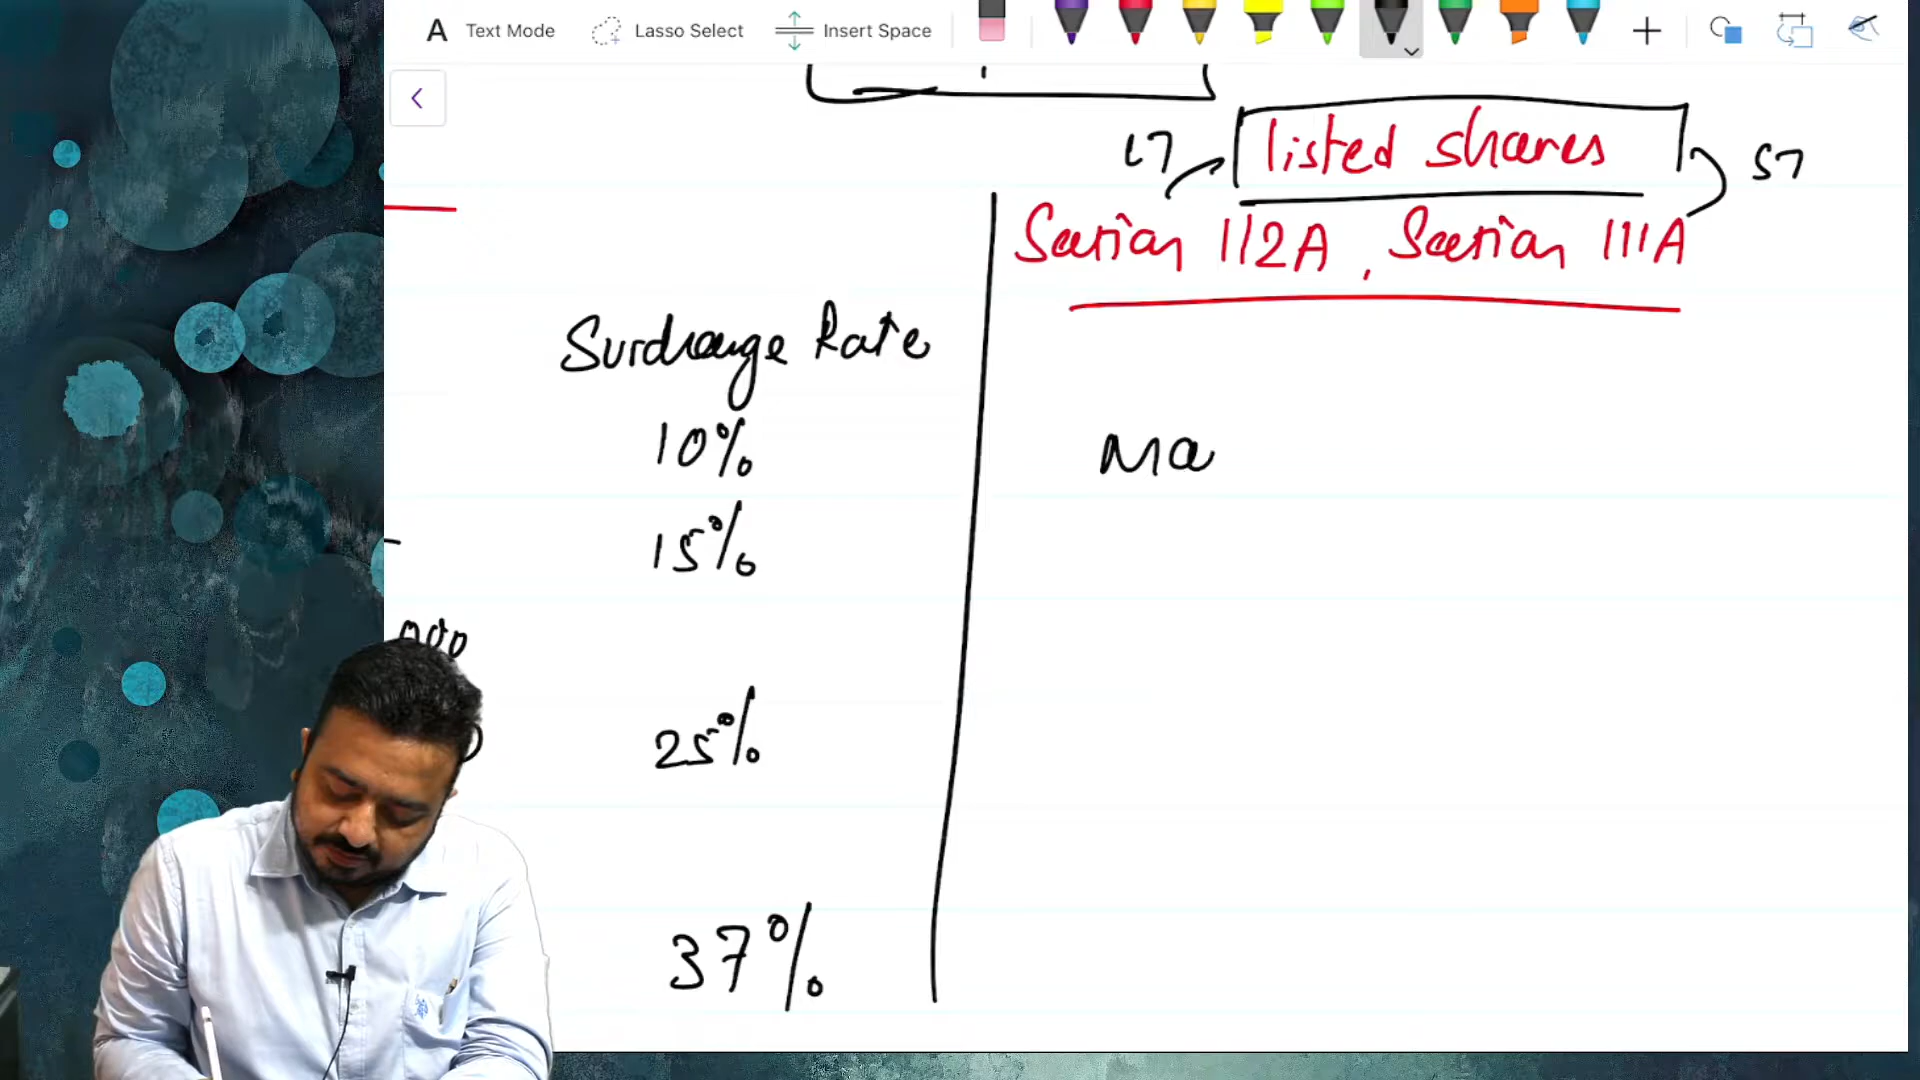 Text Mode
Lasso Select
Insert Space
LT
listed shares
ST
Section 112A, Section 111A
Surcharge Rate
10%
Ma
15%
000
25%
37%